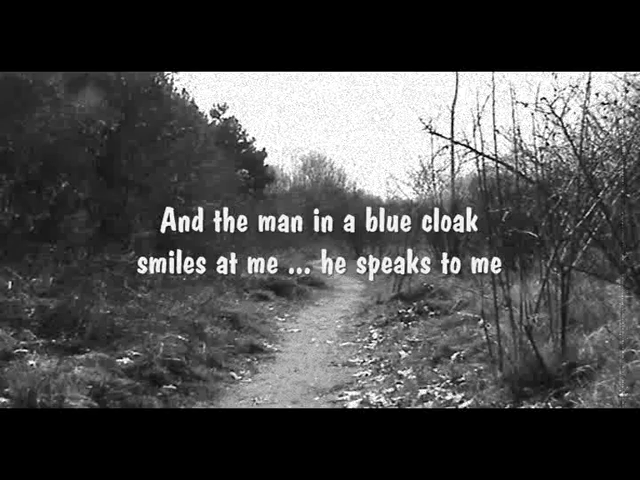 And the man in a blue cloak
smiles at me ... he speaks to me